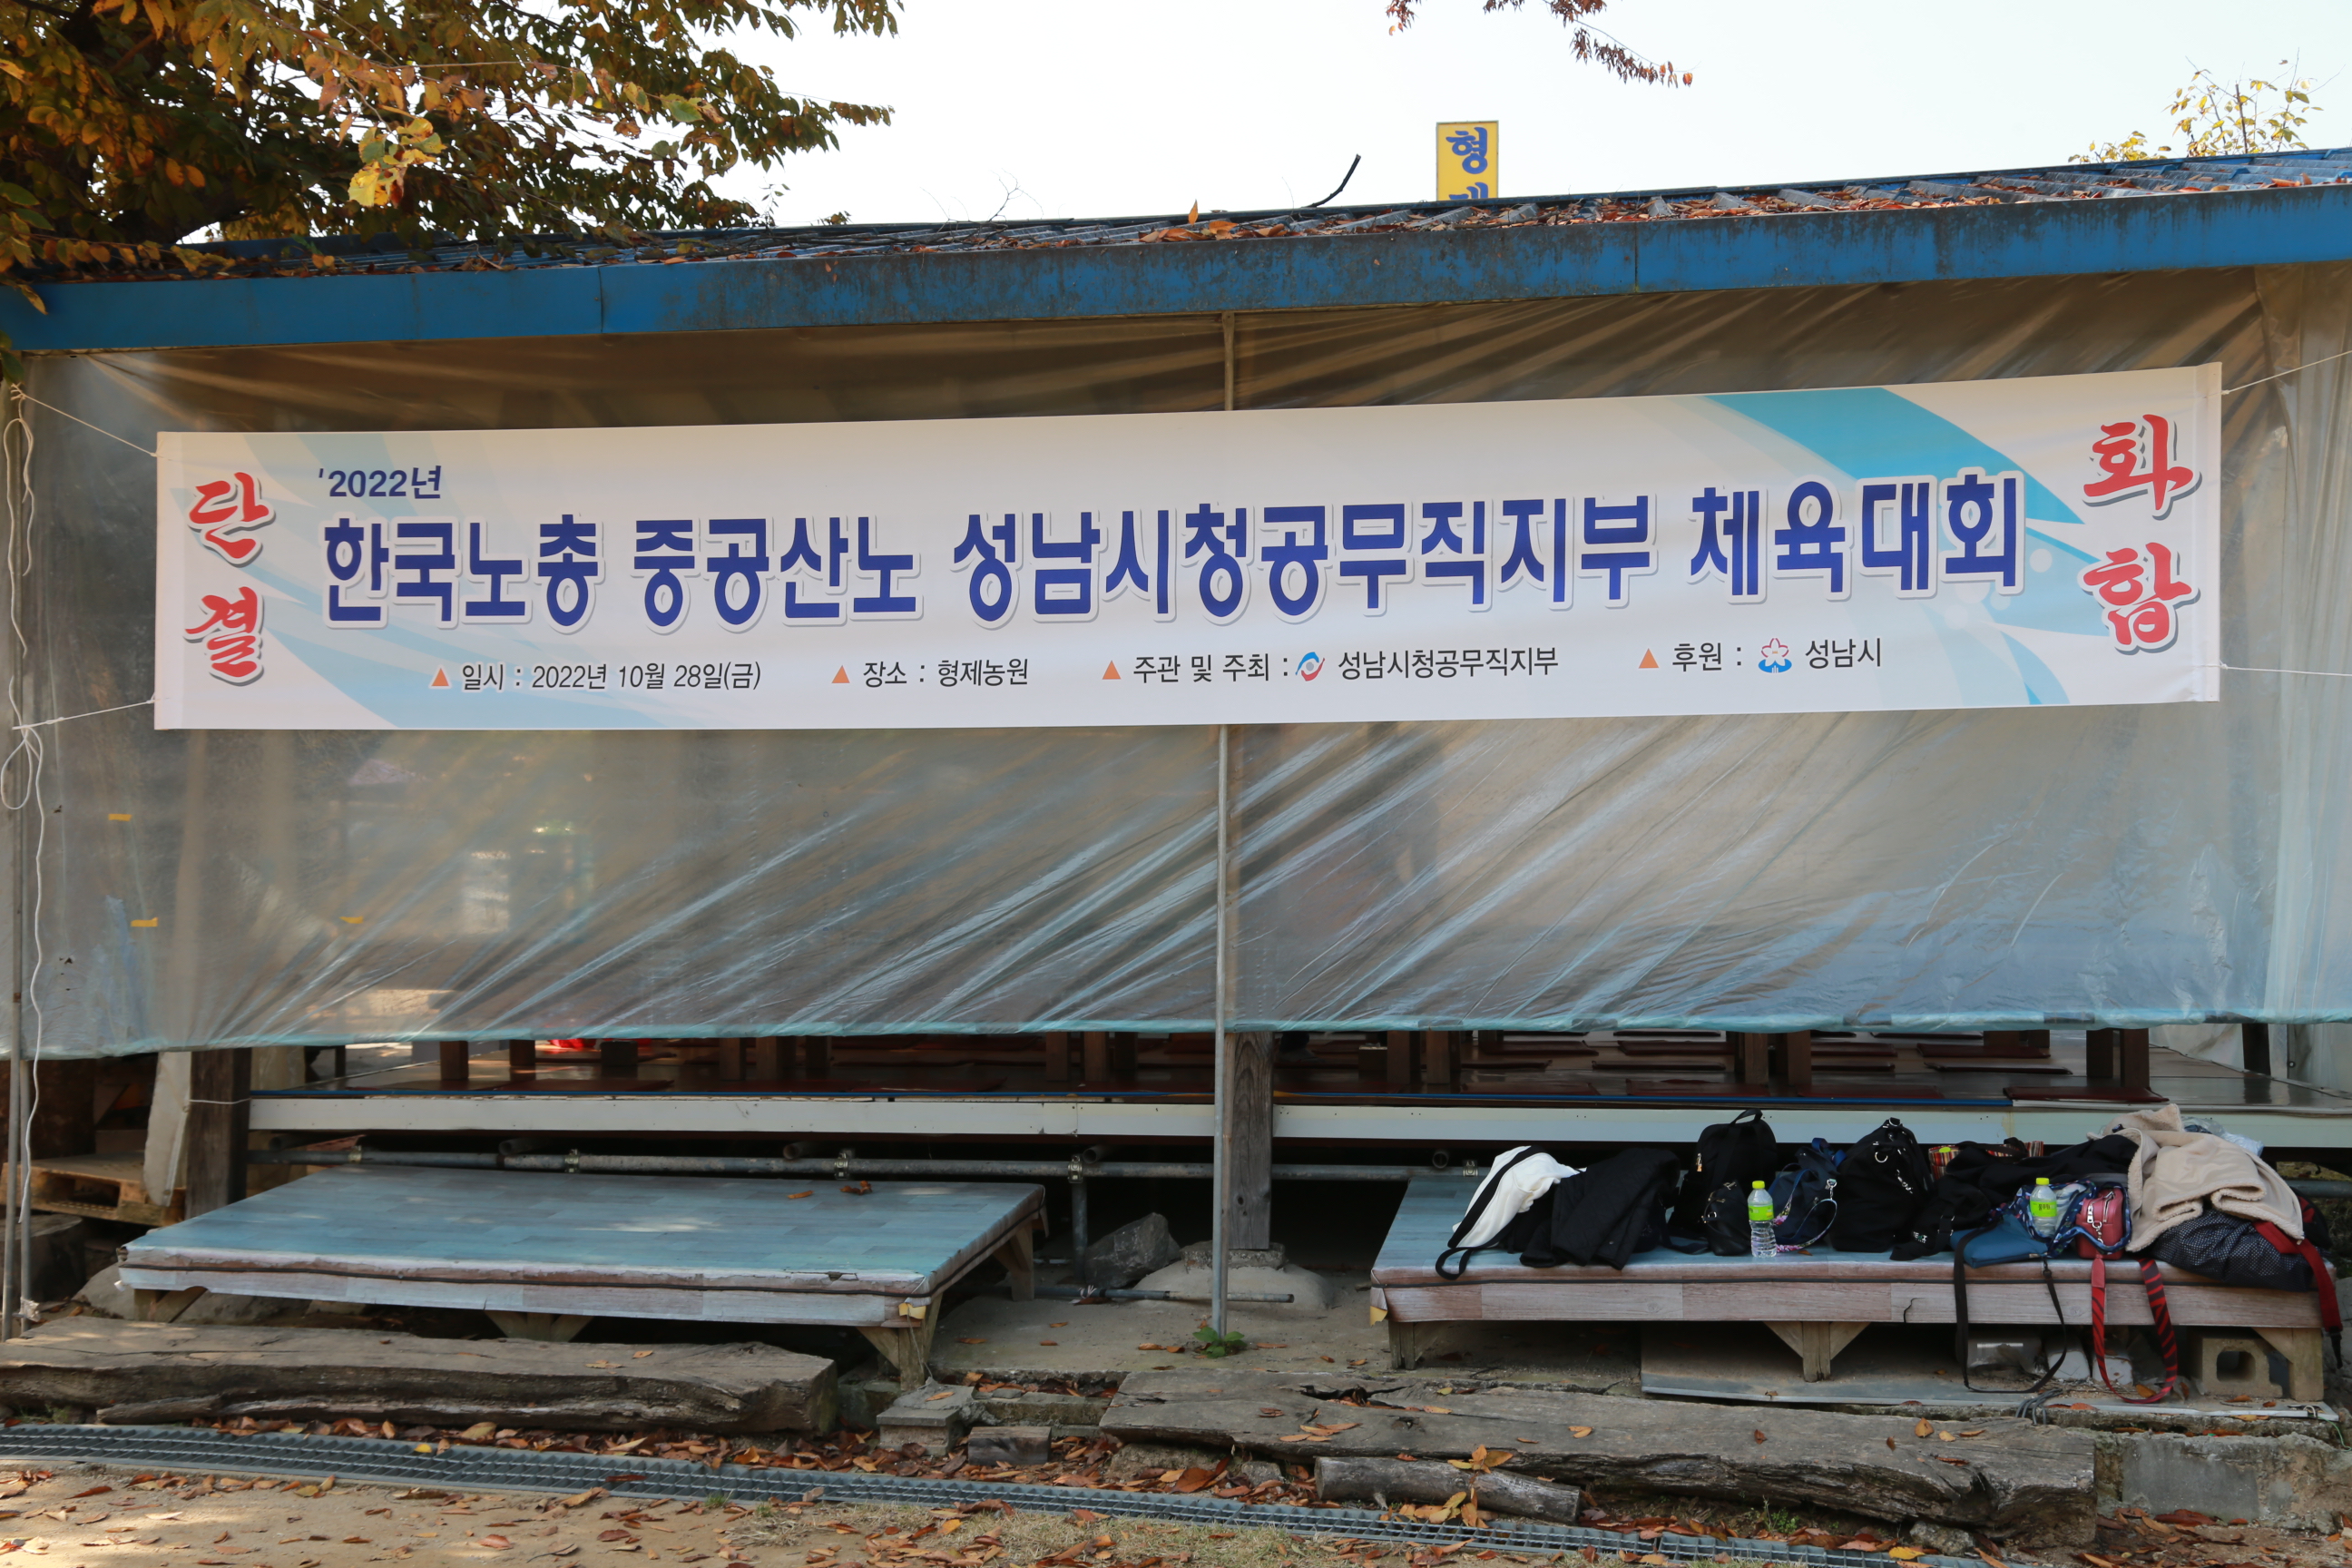 형
단결
'2022년
한국노총 중공산노 성남시청공무직지부 체육대회
▲ 일시 : 2022년 10월 28일(금) ▲ 장소 : 형제농원 ▲ 주관 및 주최 : 성남시청공무직지부 ▲ 후원 : 성남시
화합